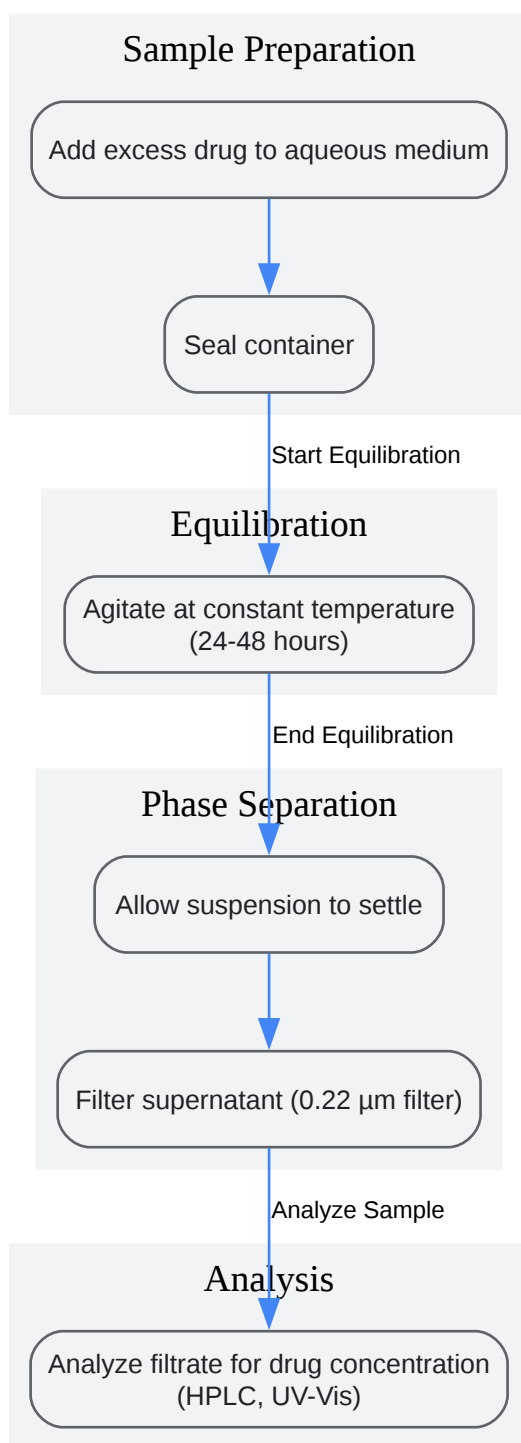 Sample Preparation
Add excess drug to aqueous medium
Seal container
Start Equilibration
Equilibration
Agitate at constant temperature
(24-48 hours)
End Equilibration
Phase Separation
Allow suspension to settle
Filter supernatant (0.22 µm filter)
Analyze Sample
Analysis
Analyze filtrate for drug concentration
(HPLC, UV-Vis)